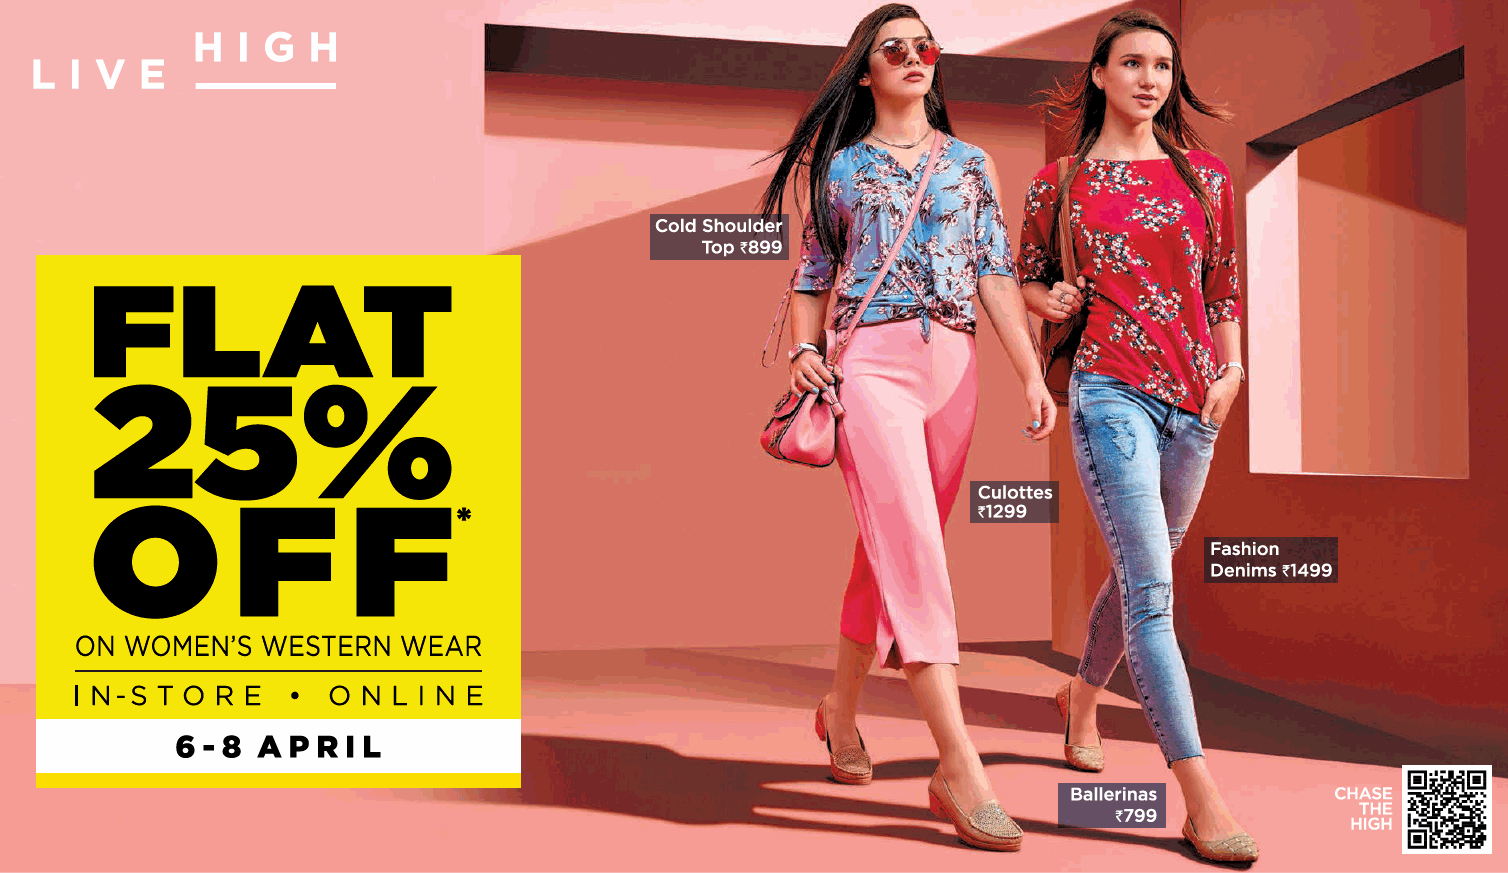 LIVE HIGH
FLAT
25%
OFF*
ON WOMEN'S WESTERN WEAR
IN-STORE • ONLINE
6-8 APRIL
Cold Shoulder
Top ₹899
Culottes
₹1299
Fashion
Denims ₹1499
Ballerinas
₹799
CHASE
THE
HIGH